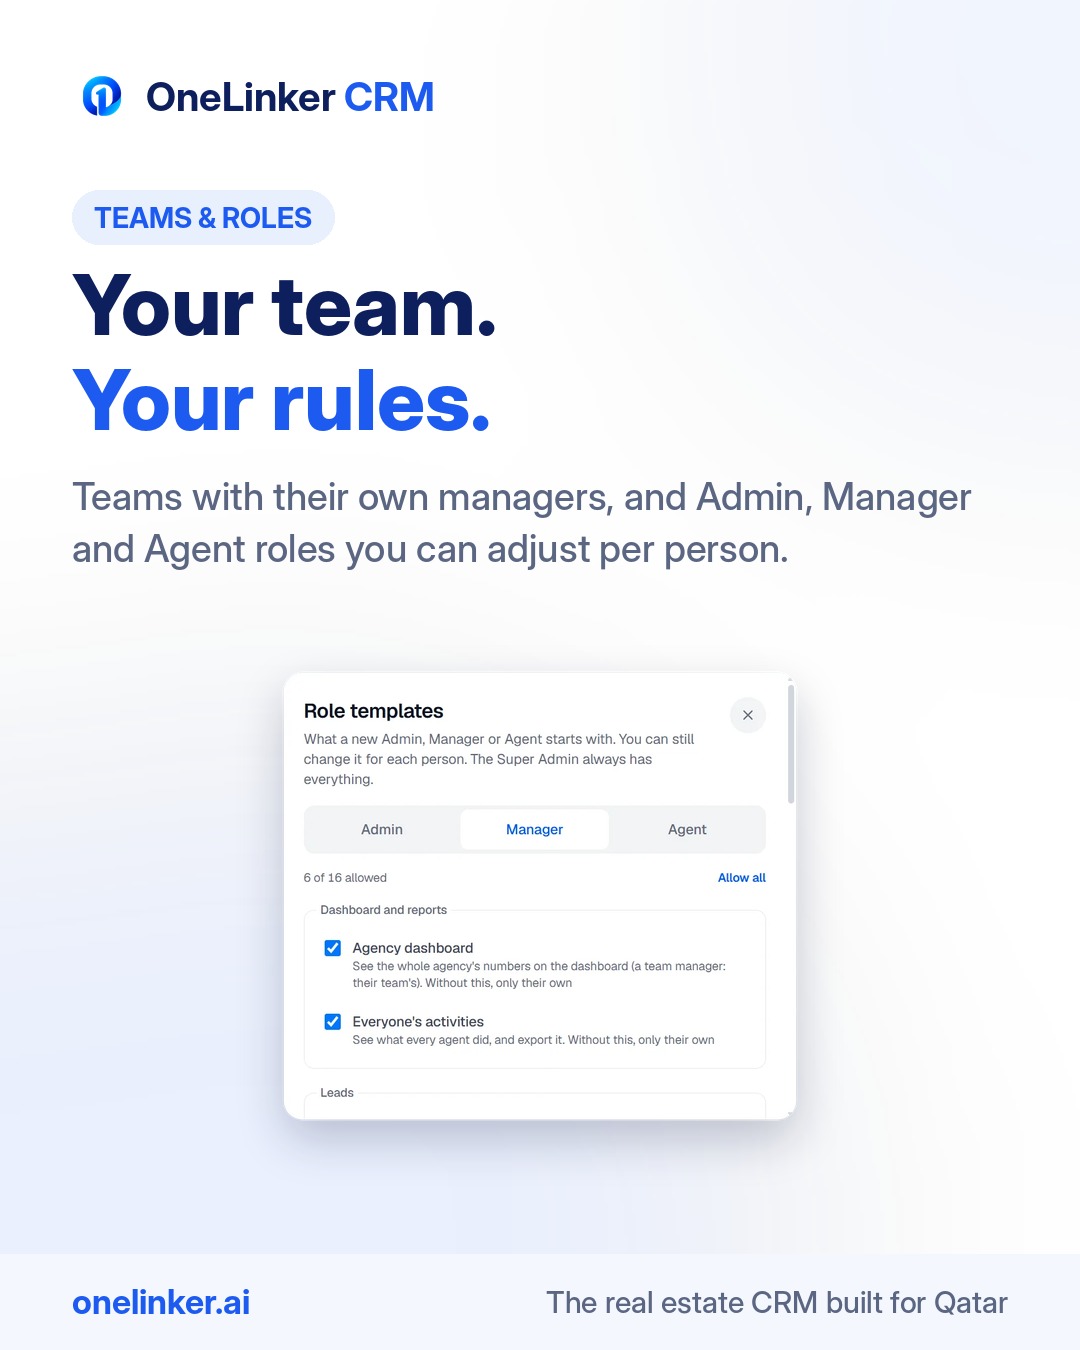 OneLinker CRM
TEAMS & ROLES
Your team.
Your rules.
Teams with their own managers, and Admin, Manager
and Agent roles you can adjust per person.
Role templates
What a new Admin, Manager or Agent starts with. You can still
change it for each person. The Super Admin always has
everything.
Admin Manager Agent
6 of 16 allowed Allow all
Dashboard and reports
Agency dashboard
See the whole agency's numbers on the dashboard (a team manager:
their team's). Without this, only their own
Everyone's activities
See what every agent did, and export it. Without this, only their own
Leads
onelinker.ai The real estate CRM built for Qatar